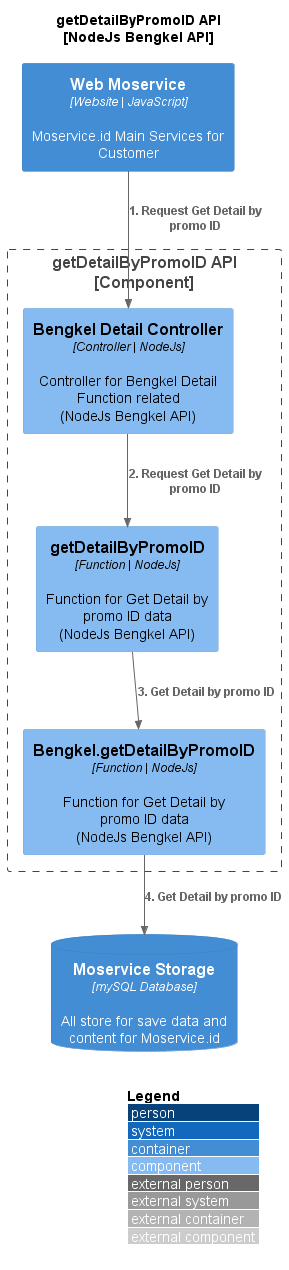 getDetailByPromoID API
[NodeJs Bengkel API]
Web Moservice
[Website | JavaScript]
Moservice.id Main Services for
Customer
1. Request Get Detail by
promo ID
getDetailByPromoID API
[Component]
Bengkel Detail Controller
[Controller | NodeJs]
Controller for Bengkel Detail
Function related
(NodeJs Bengkel API)
2. Request Get Detail by
promo ID
getDetailByPromoID
[Function | NodeJs]
Function for Get Detail by
promo ID data
(NodeJs Bengkel API)
3. Get Detail by promo ID
Bengkel.getDetailByPromoID
[Function | NodeJs]
Function for Get Detail by
promo ID data
(NodeJs Bengkel API)
4. Get Detail by promo ID
Moservice Storage
[mySQL Database]
All store for save data and
content for Moservice.id
Legend
person
system
container
component
external person
external system
external container
external component